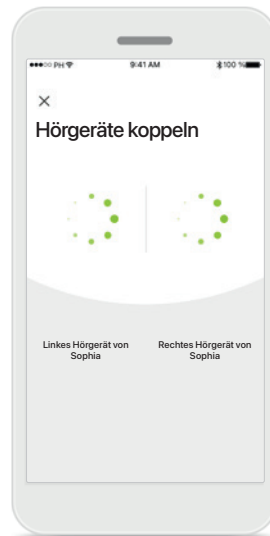 ●●●○○ PH 9:41 AM 100 %
×
Hörgeräte koppeln
Linkes Hörgerät von Rechtes Hörgerät von
Sophia Sophia